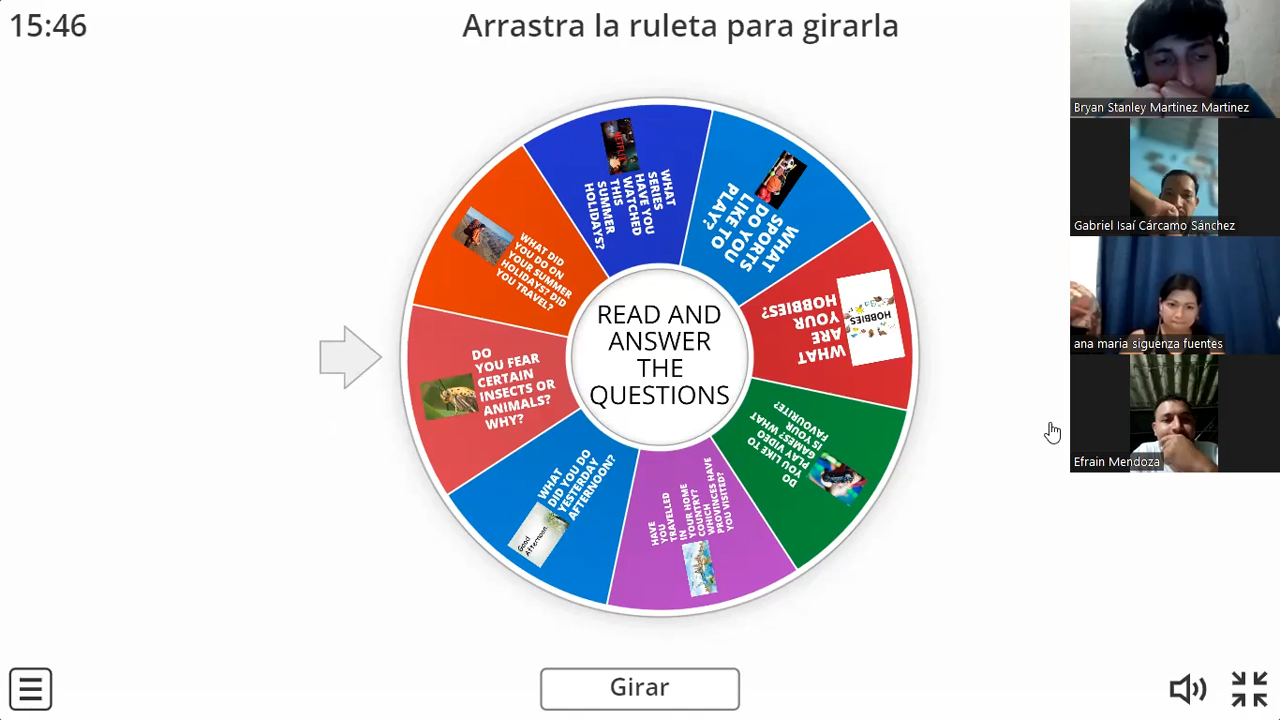 15:46
Arrastra la ruleta para girarla
WHAT
SERIES
HAVE YOU
WATCHED
THIS
SUMMER
HOLIDAYS?
WHAT
SPORTS
DO YOU
LIKE TO
PLAY?
WHAT
ARE
YOUR
HOBBIES?
HOBBIES
DO
YOU LIKE TO
PLAY VIDEO
GAMES? WHAT
IS YOUR
FAVOURITE?
HAVE
YOU
TRAVELLED
IN
YOUR HOME
COUNTRY?
WHICH
PROVINCES HAVE
YOU VISITED?
WHAT
DID YOU DO
YESTERDAY
AFTERNOON?
Good
Afternoon
DO
YOU FEAR
CERTAIN
INSECTS OR
ANIMALS?
WHY?
WHAT DID
YOU DO ON
YOUR SUMMER
HOLIDAYS? DID
YOU TRAVEL?
READ AND
ANSWER
THE
QUESTIONS
Girar
Bryan Stanley Martinez Martinez
Gabriel Isaí Cárcamo Sánchez
ana maria siguenza fuentes
Efrain Mendoza